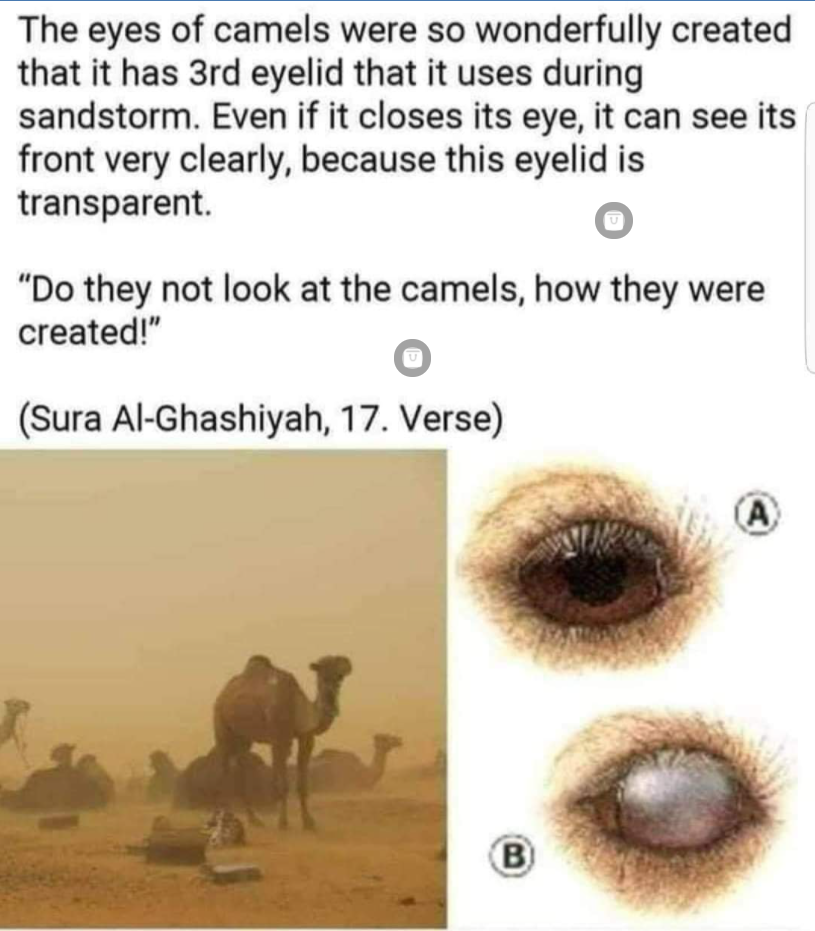 The eyes of camels were so wonderfully created
that it has 3rd eyelid that it uses during
sandstorm. Even if it closes its eye, it can see its
front very clearly, because this eyelid is
transparent.
“Do they not look at the camels, how they were
created!”
(Sura Al-Ghashiyah, 17. Verse)
A
B